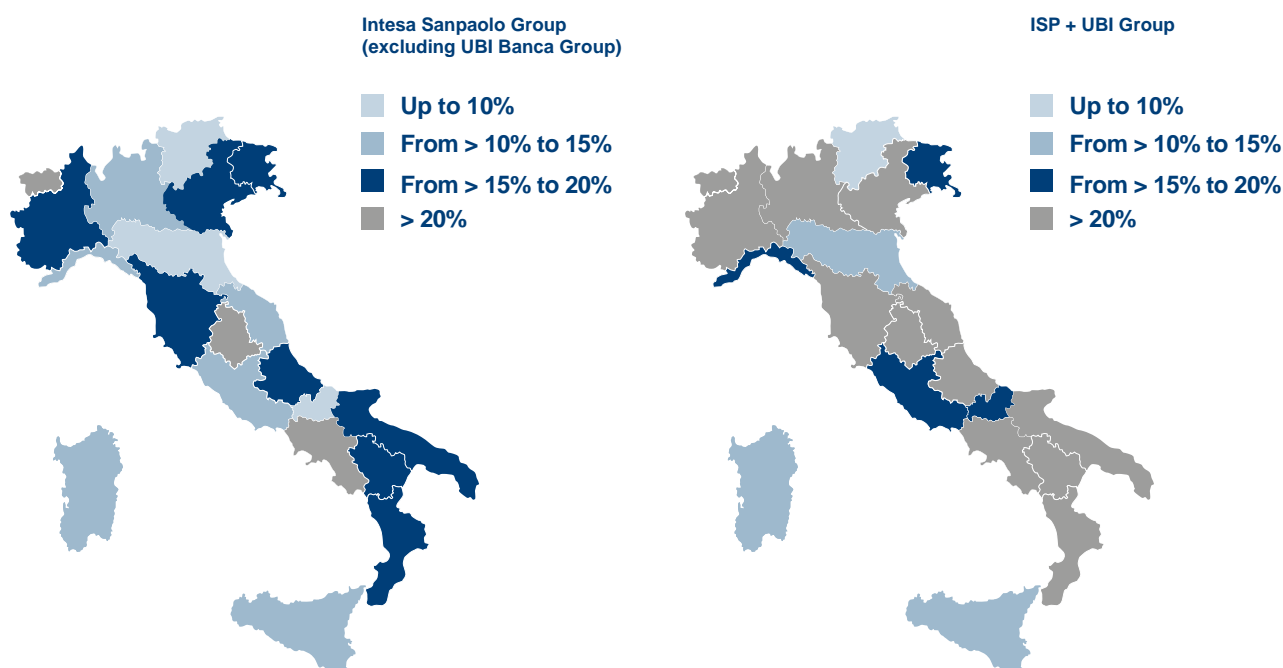 Intesa Sanpaolo Group
(excluding UBI Banca Group)
Up to 10%
From > 10% to 15%
From > 15% to 20%
> 20%
ISP + UBI Group
Up to 10%
From > 10% to 15%
From > 15% to 20%
> 20%